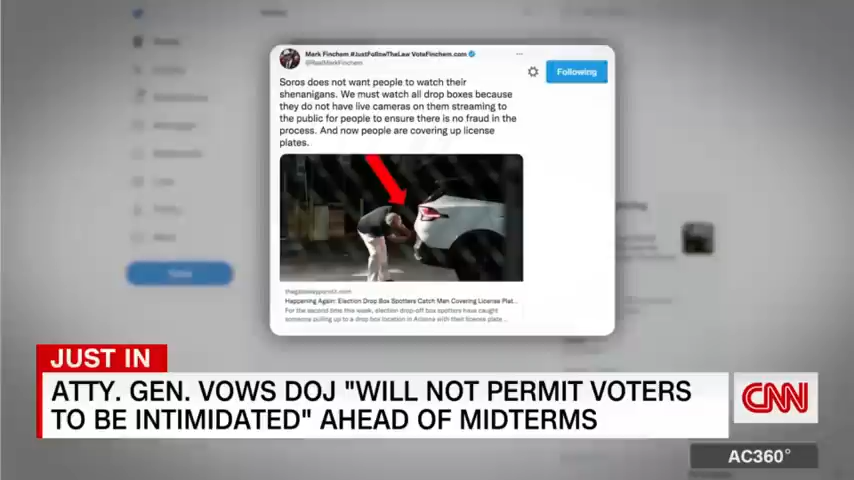 Mark Finchem #JustFollowTheLaw VoteFinchem.com
@RealMarkFinchem
Following
Soros does not want people to watch their
shenanigans. We must watch all drop boxes because
they do not have live cameras on them streaming to
the public for people to ensure there is no fraud in the
process. And now people are covering up license
plates.
thegatewaypundit.com
Happening Again: Election Drop Box Spotters Catch Man Covering License Plat...
For the second time this week, election drop-off box spotters have caught
someone pulling up to a drop box location in Arizona with their license plate ...
JUST IN
ATTY. GEN. VOWS DOJ "WILL NOT PERMIT VOTERS
TO BE INTIMIDATED" AHEAD OF MIDTERMS
CNN
AC360°